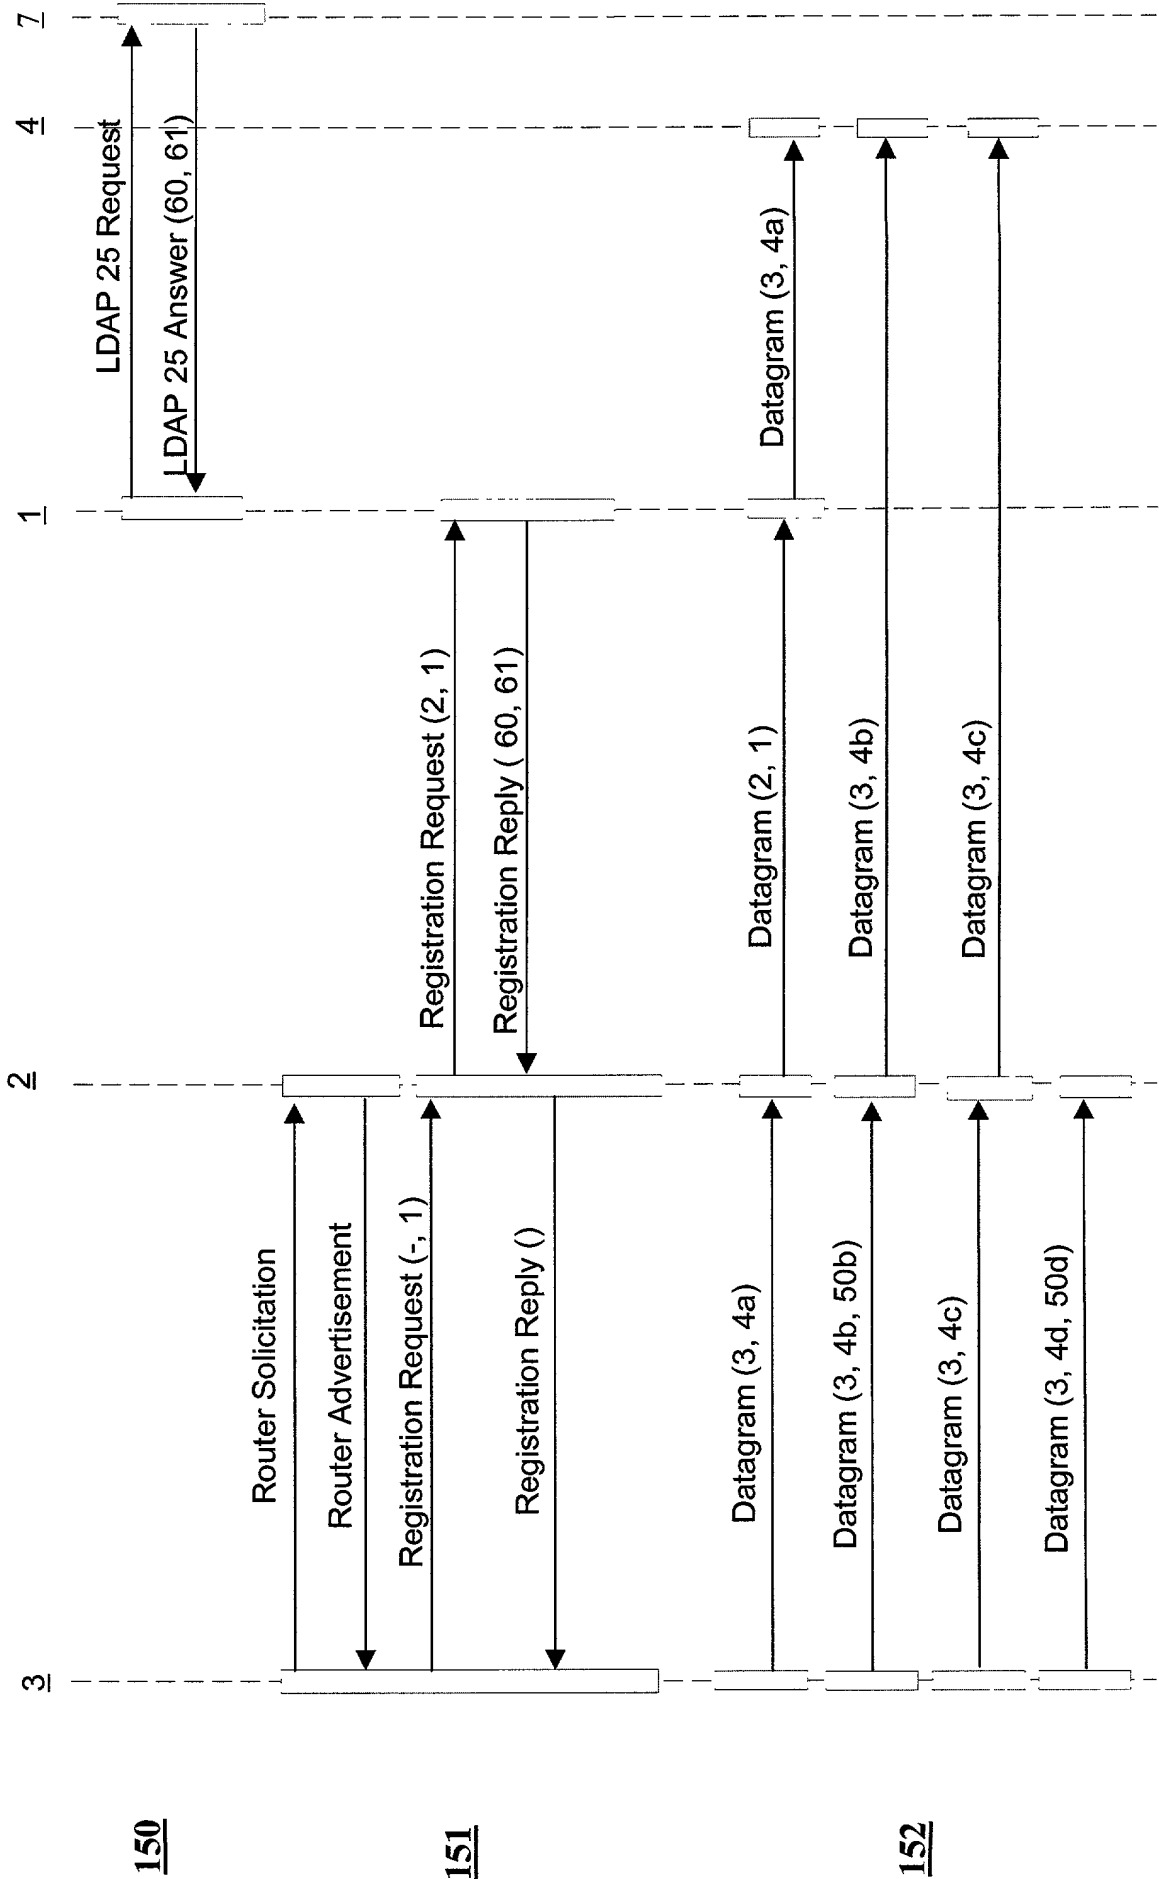 3
2
1
4
7
150
LDAP 25 Request
LDAP 25 Answer (60, 61)
151
Router Solicitation
Router Advertisement
Registration Request (-, 1)
Registration Request (2, 1)
Registration Reply ( 60, 61)
Registration Reply ()
152
Datagram (3, 4a)
Datagram (2, 1)
Datagram (3, 4a)
Datagram (3, 4b, 50b)
Datagram (3, 4b)
Datagram (3, 4c)
Datagram (3, 4c)
Datagram (3, 4d, 50d)